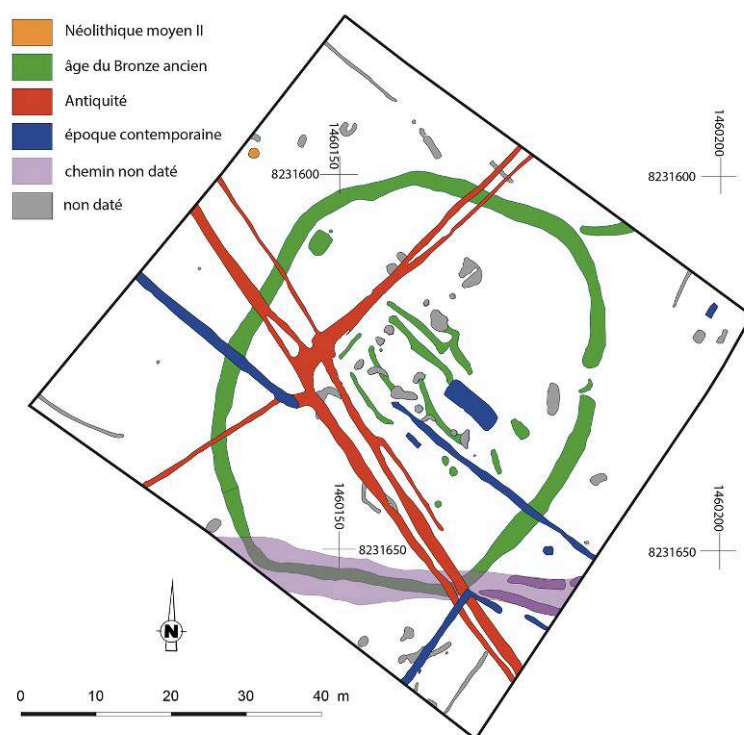 Néolithique moyen II
âge du Bronze ancien
Antiquité
époque contemporaine
chemin non daté
non daté
1460150
8231600
1460200
8231600
1460150
8231650
1460200
8231650
N
0 10 20 30 40 m